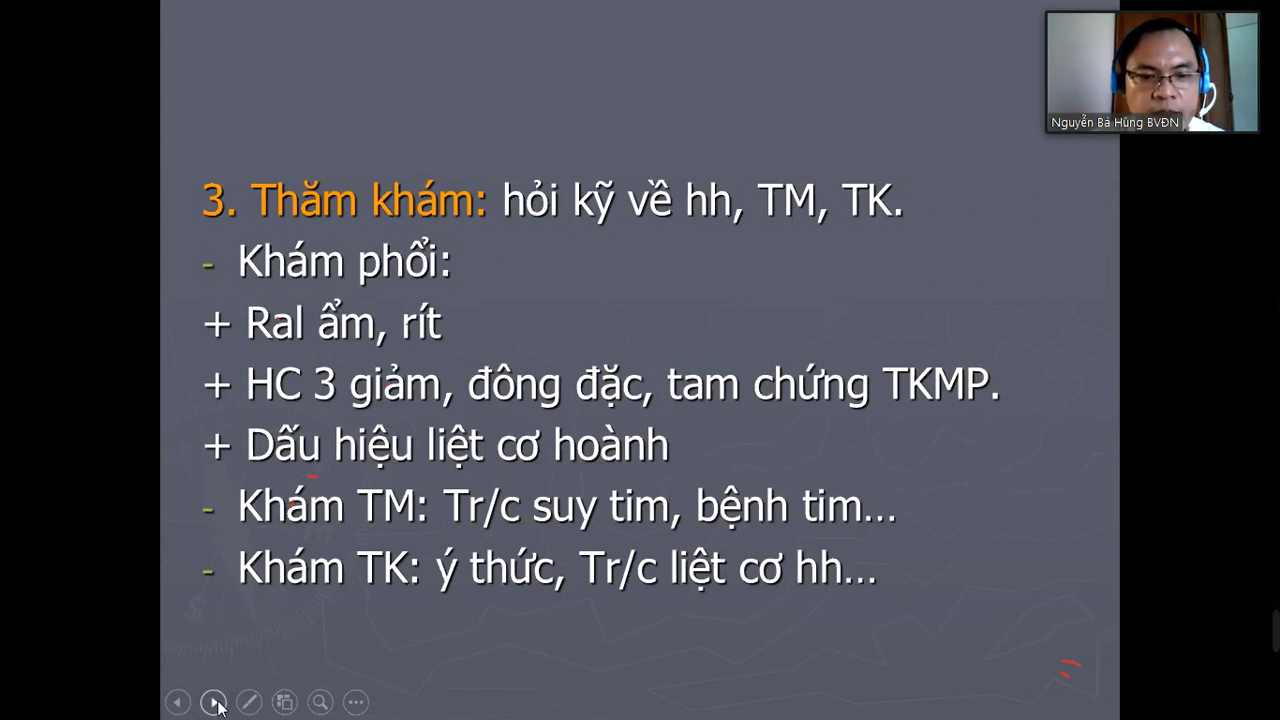 Nguyễn Bá Hùng BVĐN
3. Thăm khám: hỏi kỹ về hh, TM, TK.
- Khám phổi:
+ Ral ẩm, rít
+ HC 3 giảm, đông đặc, tam chứng TKMP.
+ Dấu hiệu liệt cơ hoành
- Khám TM: Tr/c suy tim, bệnh tim...
- Khám TK: ý thức, Tr/c liệt cơ hh...